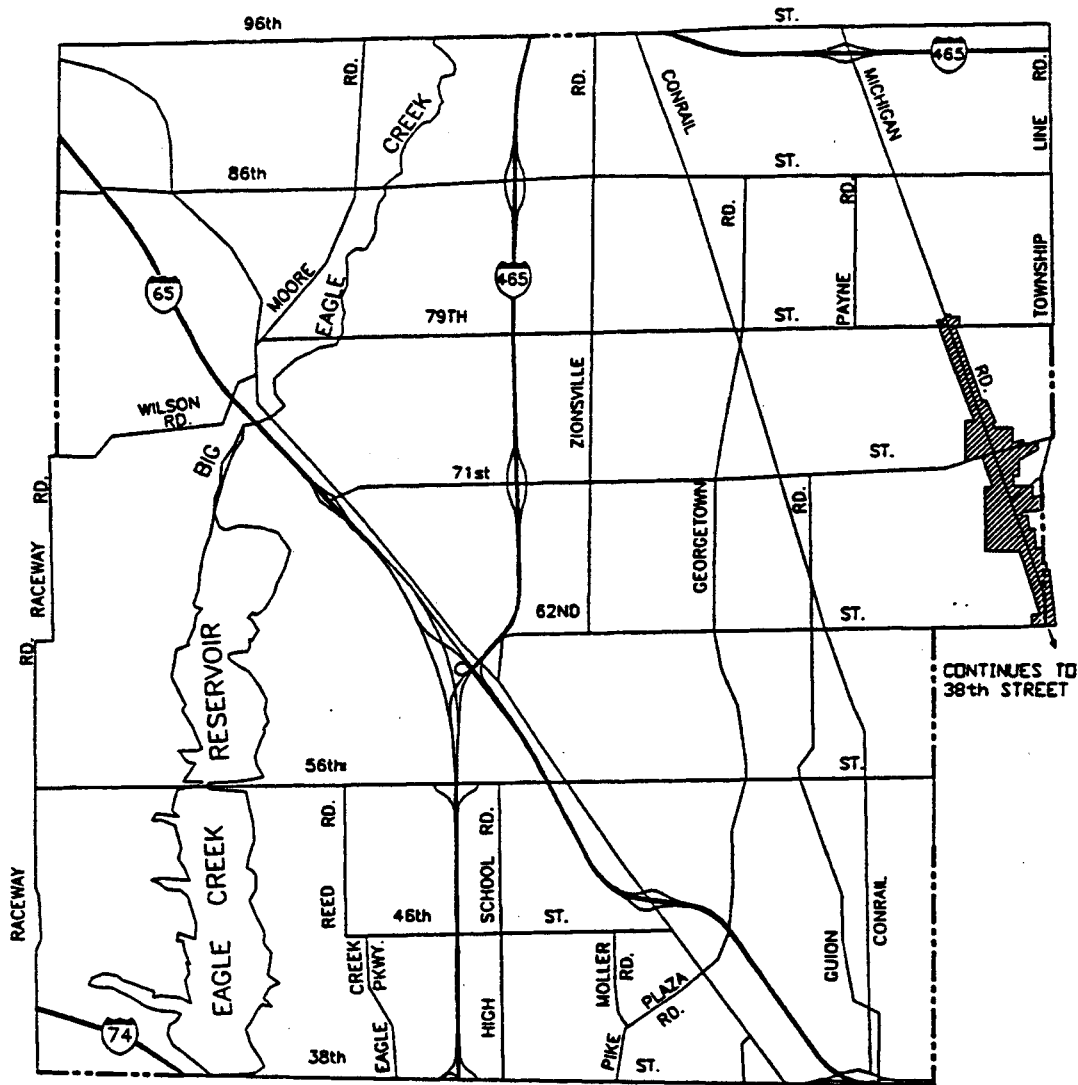 96th ST.
465
CONRAIL
MICHIGAN
RD.
RD.
LINE RD.
CREEK
86th ST.
RD.
RD.
65
MOORE
EAGLE
465
79TH ST.
PAYNE
TOWNSHIP
WILSON
RD.
RD.
ZIONSVILLE
BIG
71st ST.
RACEWAY RD.
GEORGETOWN
RD.
62ND ST.
RD.
RESERVOIR
CONTINUES TO
38th STREET
56th ST.
REED RD.
SCHOOL RD.
RACEWAY
EAGLE CREEK
46th ST.
CONRAIL
GUION
CREEK
PKWY.
MOLLER
RD.
PLAZA
RD.
74
EAGLE
HIGH
PIKE
38th ST.